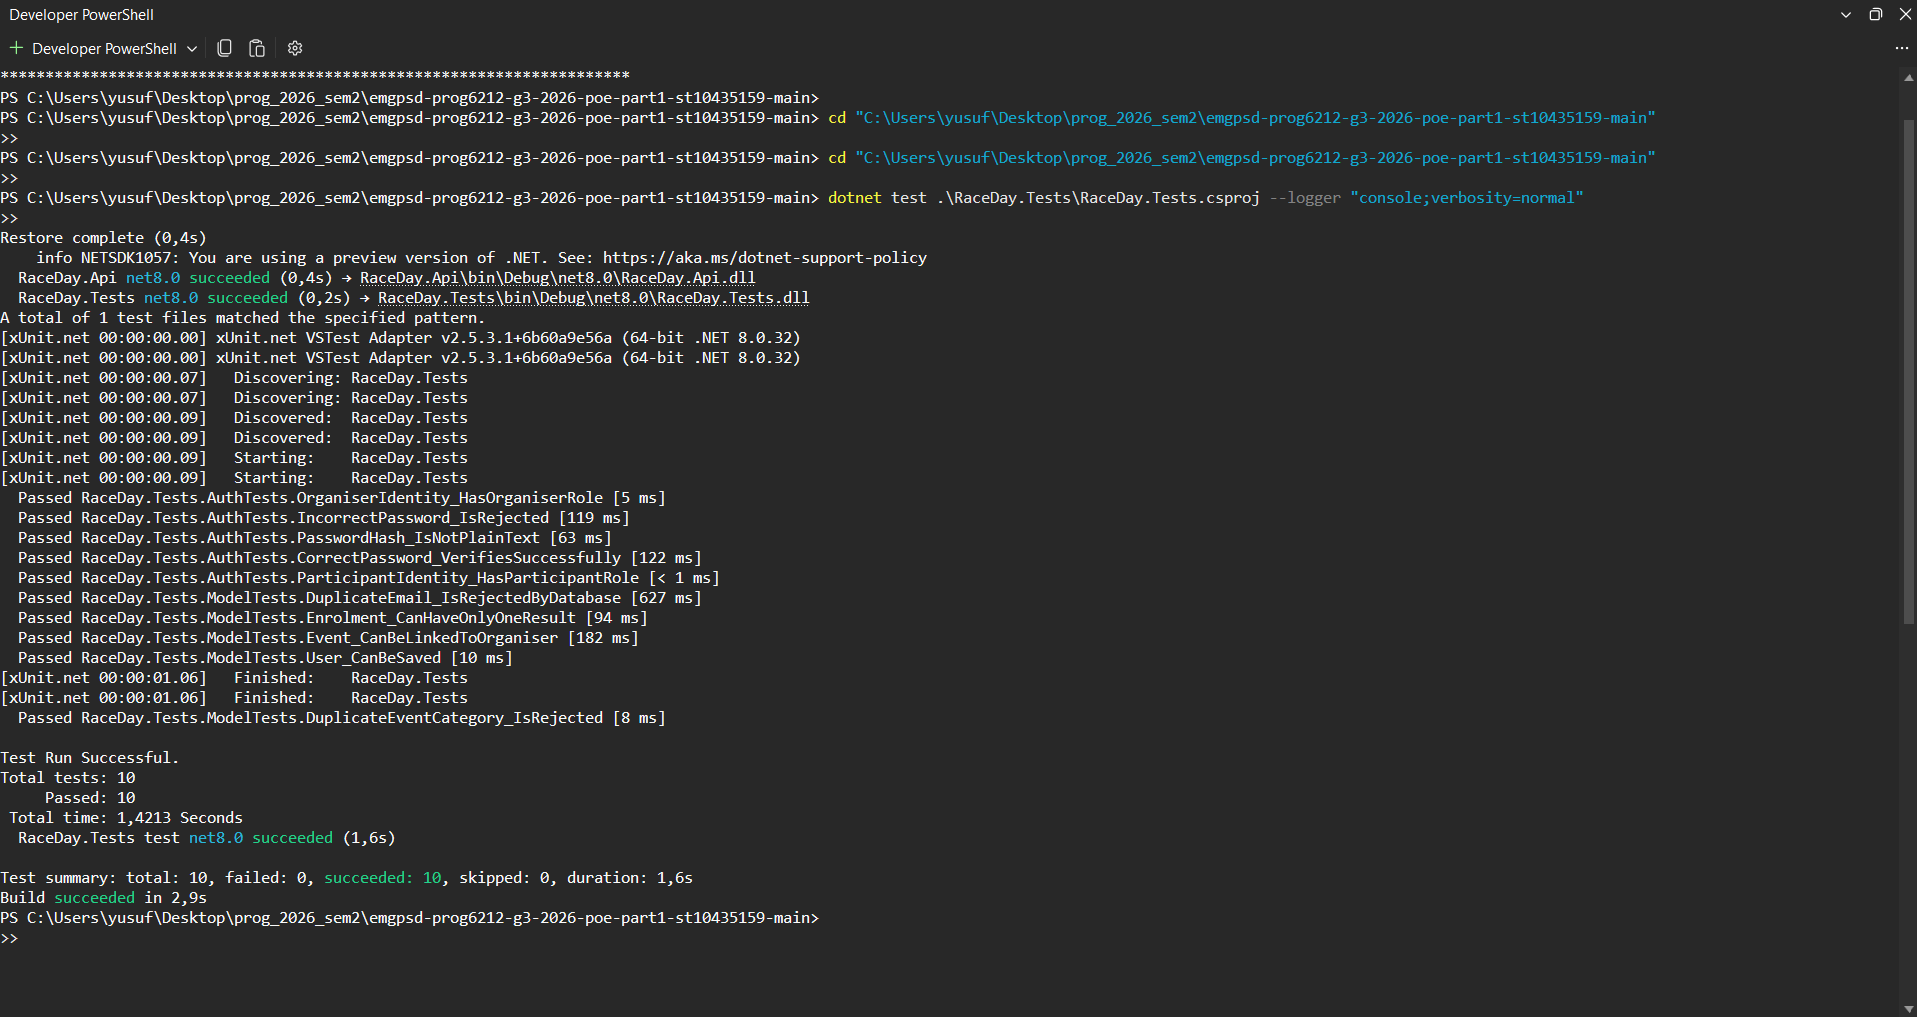 Developer PowerShell
Developer PowerShell
**********************************************************************
PS C:\Users\yusuf\Desktop\prog_2026_sem2\emgpsd-prog6212-g3-2026-poe-part1-st10435159-main>
PS C:\Users\yusuf\Desktop\prog_2026_sem2\emgpsd-prog6212-g3-2026-poe-part1-st10435159-main> cd "C:\Users\yusuf\Desktop\prog_2026_sem2\emgpsd-prog6212-g3-2026-poe-part1-st10435159-main"
>>
PS C:\Users\yusuf\Desktop\prog_2026_sem2\emgpsd-prog6212-g3-2026-poe-part1-st10435159-main> cd "C:\Users\yusuf\Desktop\prog_2026_sem2\emgpsd-prog6212-g3-2026-poe-part1-st10435159-main"
>>
PS C:\Users\yusuf\Desktop\prog_2026_sem2\emgpsd-prog6212-g3-2026-poe-part1-st10435159-main> dotnet test .\RaceDay.Tests\RaceDay.Tests.csproj --logger "console;verbosity=normal"
>>
Restore complete (0,4s)
    info NETSDK1057: You are using a preview version of .NET. See: https://aka.ms/dotnet-support-policy
  RaceDay.Api net8.0 succeeded (0,4s) → RaceDay.Api\bin\Debug\net8.0\RaceDay.Api.dll
  RaceDay.Tests net8.0 succeeded (0,2s) → RaceDay.Tests\bin\Debug\net8.0\RaceDay.Tests.dll
A total of 1 test files matched the specified pattern.
[xUnit.net 00:00:00.00] xUnit.net VSTest Adapter v2.5.3.1+6b60a9e56a (64-bit .NET 8.0.32)
[xUnit.net 00:00:00.00] xUnit.net VSTest Adapter v2.5.3.1+6b60a9e56a (64-bit .NET 8.0.32)
[xUnit.net 00:00:00.07]   Discovering: RaceDay.Tests
[xUnit.net 00:00:00.07]   Discovering: RaceDay.Tests
[xUnit.net 00:00:00.09]   Discovered:  RaceDay.Tests
[xUnit.net 00:00:00.09]   Discovered:  RaceDay.Tests
[xUnit.net 00:00:00.09]   Starting:    RaceDay.Tests
[xUnit.net 00:00:00.09]   Starting:    RaceDay.Tests
  Passed RaceDay.Tests.AuthTests.OrganiserIdentity_HasOrganiserRole [5 ms]
  Passed RaceDay.Tests.AuthTests.IncorrectPassword_IsRejected [119 ms]
  Passed RaceDay.Tests.AuthTests.PasswordHash_IsNotPlainText [63 ms]
  Passed RaceDay.Tests.AuthTests.CorrectPassword_VerifiesSuccessfully [122 ms]
  Passed RaceDay.Tests.AuthTests.ParticipantIdentity_HasParticipantRole [< 1 ms]
  Passed RaceDay.Tests.ModelTests.DuplicateEmail_IsRejectedByDatabase [627 ms]
  Passed RaceDay.Tests.ModelTests.Enrolment_CanHaveOnlyOneResult [94 ms]
  Passed RaceDay.Tests.ModelTests.Event_CanBeLinkedToOrganiser [182 ms]
  Passed RaceDay.Tests.ModelTests.User_CanBeSaved [10 ms]
[xUnit.net 00:00:01.06]   Finished:    RaceDay.Tests
[xUnit.net 00:00:01.06]   Finished:    RaceDay.Tests
  Passed RaceDay.Tests.ModelTests.DuplicateEventCategory_IsRejected [8 ms]
Test Run Successful.
Total tests: 10
     Passed: 10
 Total time: 1,4213 Seconds
  RaceDay.Tests test net8.0 succeeded (1,6s)
Test summary: total: 10, failed: 0, succeeded: 10, skipped: 0, duration: 1,6s
Build succeeded in 2,9s
PS C:\Users\yusuf\Desktop\prog_2026_sem2\emgpsd-prog6212-g3-2026-poe-part1-st10435159-main>
>>